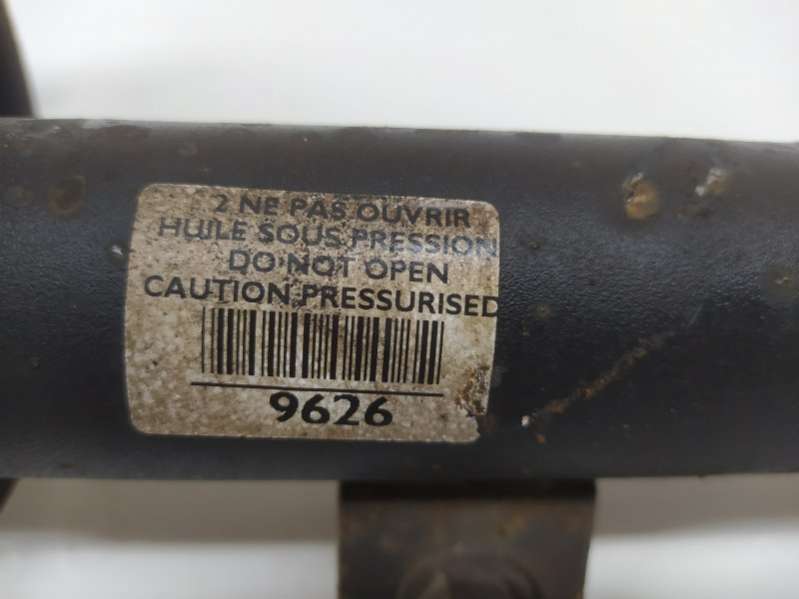 2 NE PAS OUVRIR
HUILE SOUS PRESSION
DO NOT OPEN
CAUTION PRESSURISED
9626